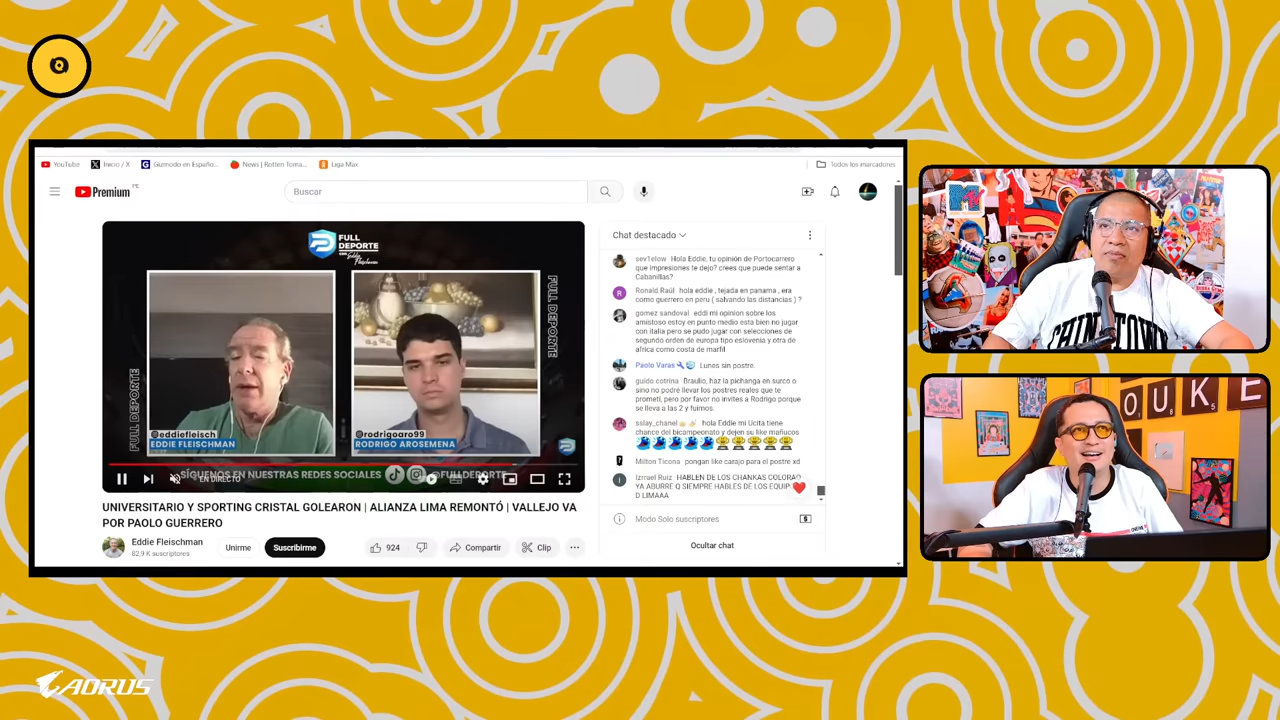 YouTube
Inicio / X
Gizmodo en Españo...
News | Rotten Toma...
Liga Max
Todos los marcadores
Premium
PE
Buscar
FULL
DEPORTE
Eddie Fleischman
FULL DEPORTE
FULL DEPORTE
@eddiefleisch
EDDIE FLEISCHMAN
@rodrigoaro99
RODRIGO AROSEMENA
SÍGUENOS EN NUESTRAS REDES SOCIALES
@FULLDEPORTE
EN DIRECTO
UNIVERSITARIO Y SPORTING CRISTAL GOLEARON | ALIANZA LIMA REMONTÓ | VALLEJO VA
POR PAOLO GUERRERO
Eddie Fleischman
82,9 K suscriptores
Unirme
Suscribirme
924
Compartir
Clip
Chat destacado
sev1elow Hola Eddie, tu opinión de Portocarrero
que impresiones te dejo? crees que puede sentar a
Cabanillas?
Ronald Raúl hola eddie , tejada en panama , era
como guerrero en peru ( salvando las distancias ) ?
gomez sandoval eddi mi opinion sobre los
amistoso estoy en punto medio esta bien no jugar
con italia pero se pudo jugar con selecciones de
segundo orden de europa tipo eslovenia y otra de
africa como costa de marfil
Paolo Varas Lunes sin postre.
guido cotrina Braulio, haz la pichanga en surco o
sino no podré llevar los postres reales que te
prometí, pero por favor no invites a Rodrigo porque
se lleva a las 2 y fuimos.
sslay_chanel hola Eddie mi Ucita tiene
chance del bicampeonato y dejen su like mañucos
Milton Ticona pongan like carajo para el postre xd
Izrrael Ruiz HABLEN DE LOS CHANKAS COLORAO
YA ABURRE Q SIEMPRE HABLES DE LOS EQUIP
D LIMAAA
Modo Solo suscriptores
Ocultar chat
MTV
CHINATOWN
OUKE
AORUS